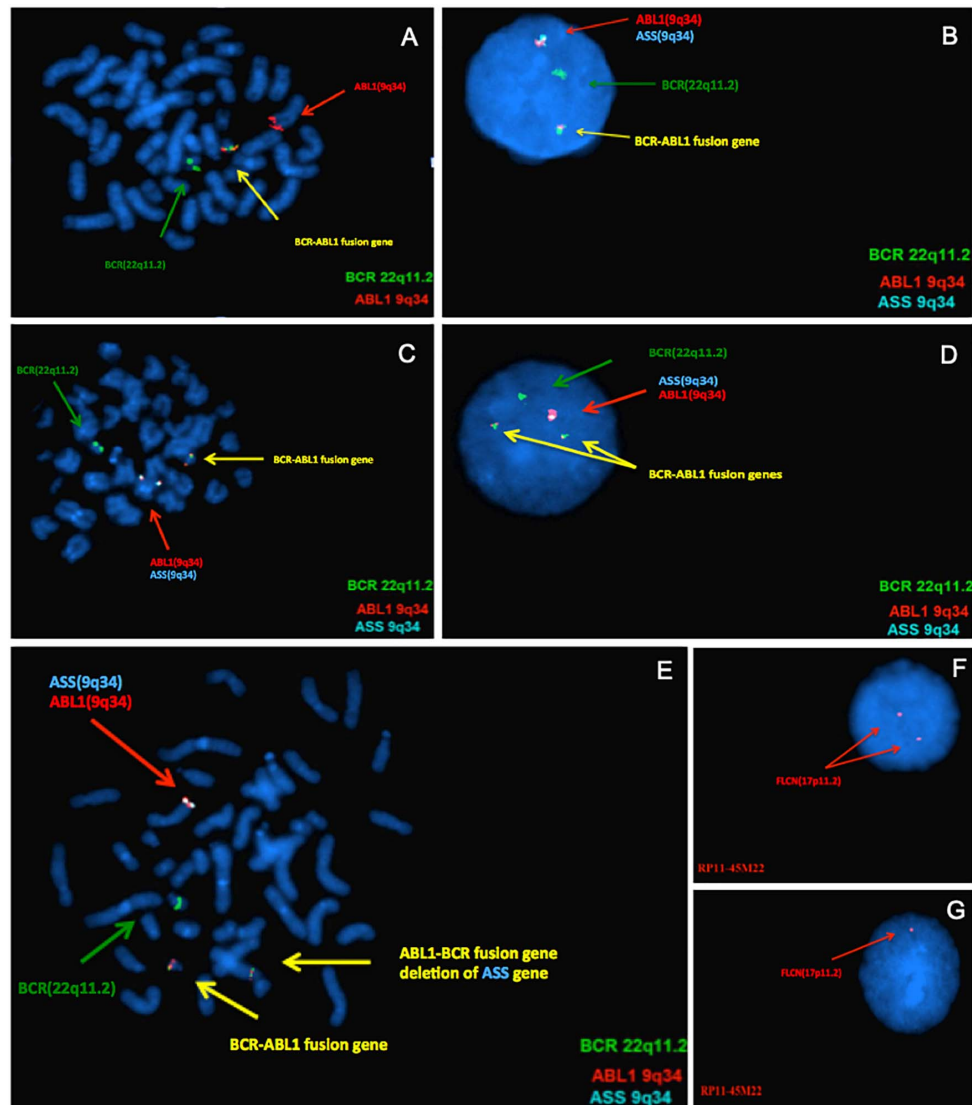 A
ABL1(9q34)
BCR-ABL1 fusion gene
BCR(22q11.2)
BCR 22q11.2
ABL1 9q34
B
ABL1(9q34)
ASS(9q34)
BCR(22q11.2)
BCR-ABL1 fusion gene
BCR 22q11.2
ABL1 9q34
ASS 9q34
C
BCR(22q11.2)
BCR-ABL1 fusion gene
ABL1(9q34)
ASS(9q34)
BCR 22q11.2
ABL1 9q34
ASS 9q34
D
BCR(22q11.2)
ASS(9q34)
ABL1(9q34)
BCR-ABL1 fusion genes
BCR 22q11.2
ABL1 9q34
ASS 9q34
E
ASS(9q34)
ABL1(9q34)
ABL1-BCR fusion gene
deletion of ASS gene
BCR(22q11.2)
BCR-ABL1 fusion gene
BCR 22q11.2
ABL1 9q34
ASS 9q34
F
FLCN(17p11.2)
RP11-45M22
G
FLCN(17p11.2)
RP11-45M22